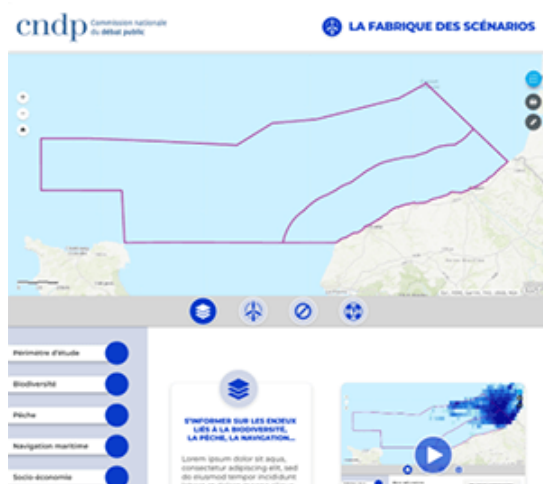 cndp Commission nationale
du débat public
LA FABRIQUE DES SCÉNARIOS
Périmètre d'étude
Biodiversité
Pêche
Navigation maritime
Socio-économie
S'INFORMER SUR LES ENJEUX
LIÉS À LA BIODIVERSITÉ,
LA PÊCHE, LA NAVIGATION...
Lorem ipsum dolor sit aqua,
consectetur adipiscing elit, sed
do eiusmod tempor incididunt